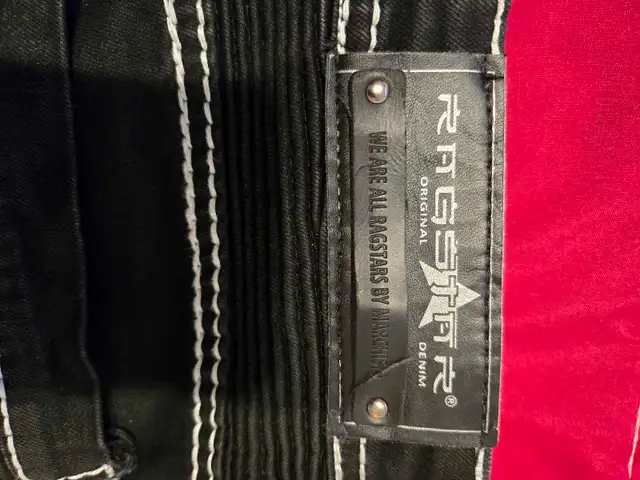 RAGSTAR®
ORIGINAL DENIM
WE ARE ALL RAGSTARS BY